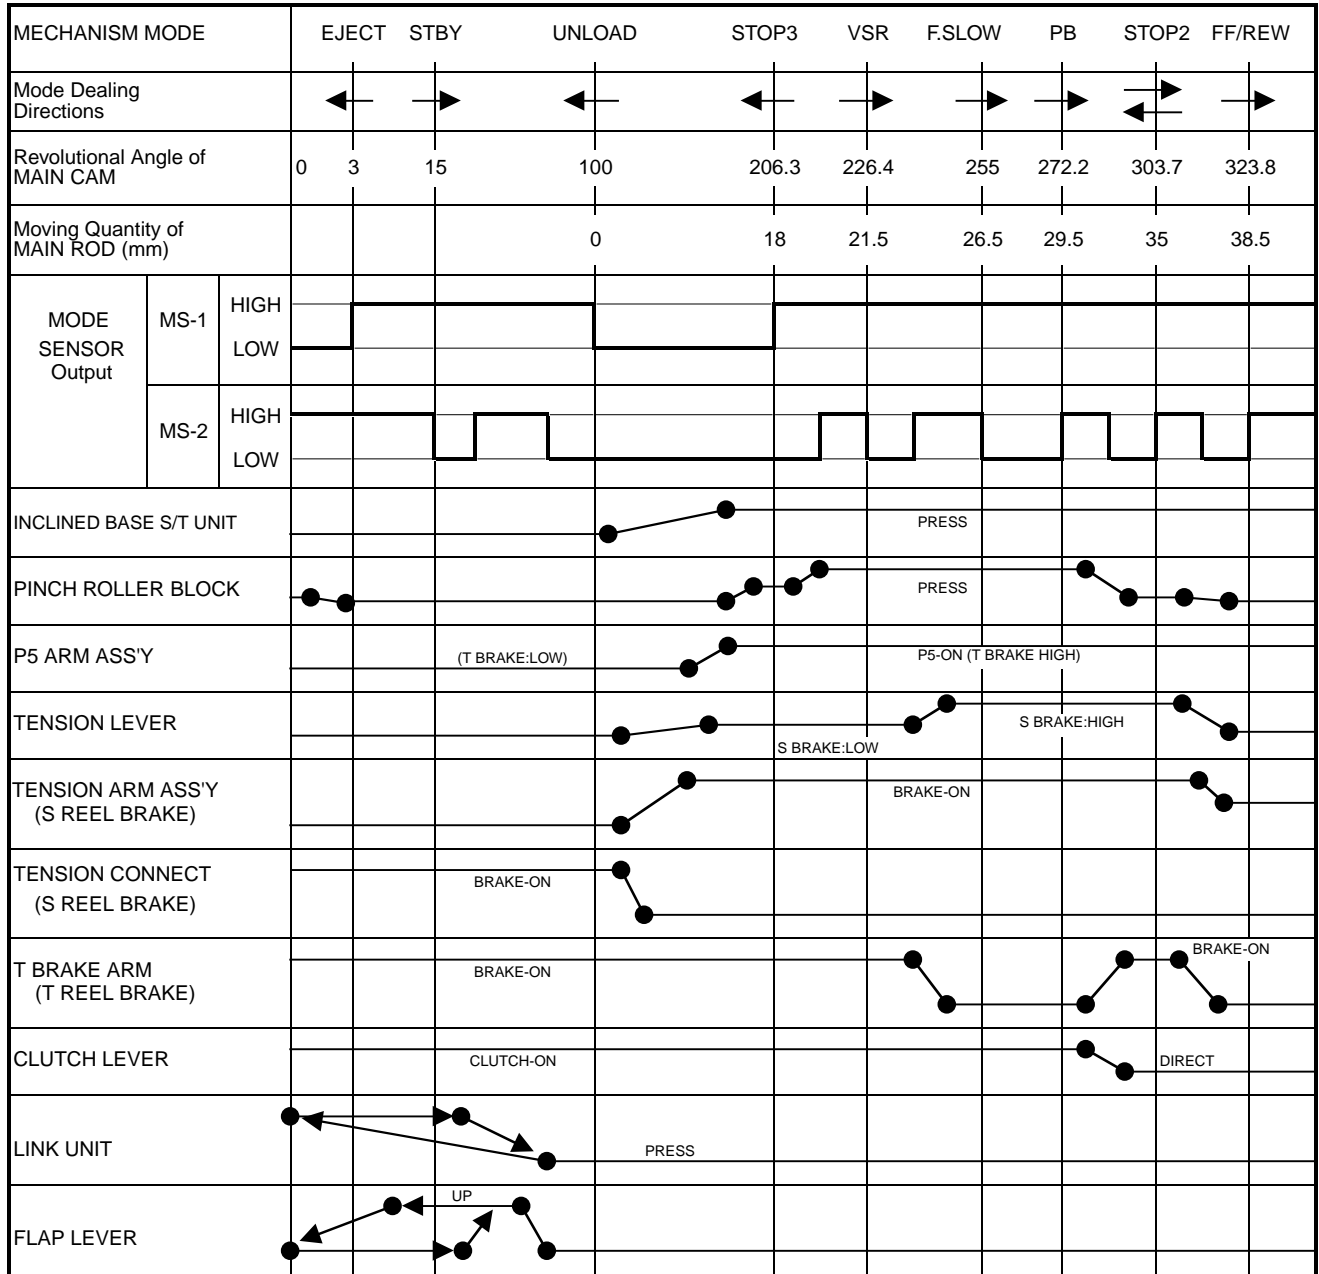 MECHANISM MODE EJECT STBY UNLOAD STOP3 VSR F.SLOW PB STOP2 FF/REW
Mode Dealing
Directions
Revolutional Angle of
MAIN CAM
0 3 15 100 206.3 226.4 255 272.2 303.7 323.8
Moving Quantity of
MAIN ROD (mm)
0 18 21.5 26.5 29.5 35 38.5
MODE
SENSOR
Output
MS-1
HIGH
LOW
MS-2
HIGH
LOW
INCLINED BASE S/T UNIT
PRESS
PINCH ROLLER BLOCK
PRESS
P5 ARM ASS'Y
(T BRAKE:LOW)
P5-ON (T BRAKE HIGH)
TENSION LEVER
S BRAKE:LOW
S BRAKE:HIGH
TENSION ARM ASS'Y
(S REEL BRAKE)
BRAKE-ON
TENSION CONNECT
(S REEL BRAKE)
BRAKE-ON
T BRAKE ARM
(T REEL BRAKE)
BRAKE-ON
BRAKE-ON
CLUTCH LEVER
CLUTCH-ON
DIRECT
LINK UNIT
PRESS
FLAP LEVER
UP